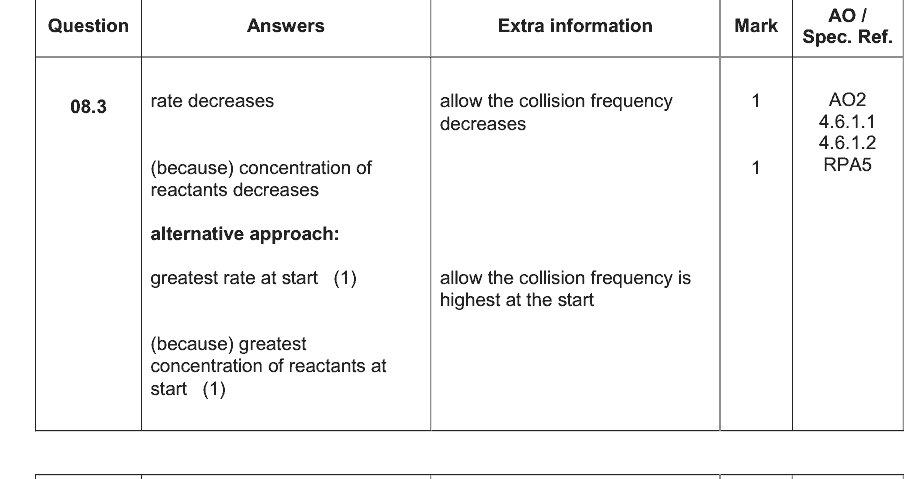 Question Answers Extra information Mark AO /
Spec. Ref.
08.3 rate decreases allow the collision frequency 1 AO2
decreases 4.6.1.1
4.6.1.2
(because) concentration of 1 RPA5
reactants decreases
alternative approach:
greatest rate at start (1) allow the collision frequency is
highest at the start
(because) greatest
concentration of reactants at
start (1)